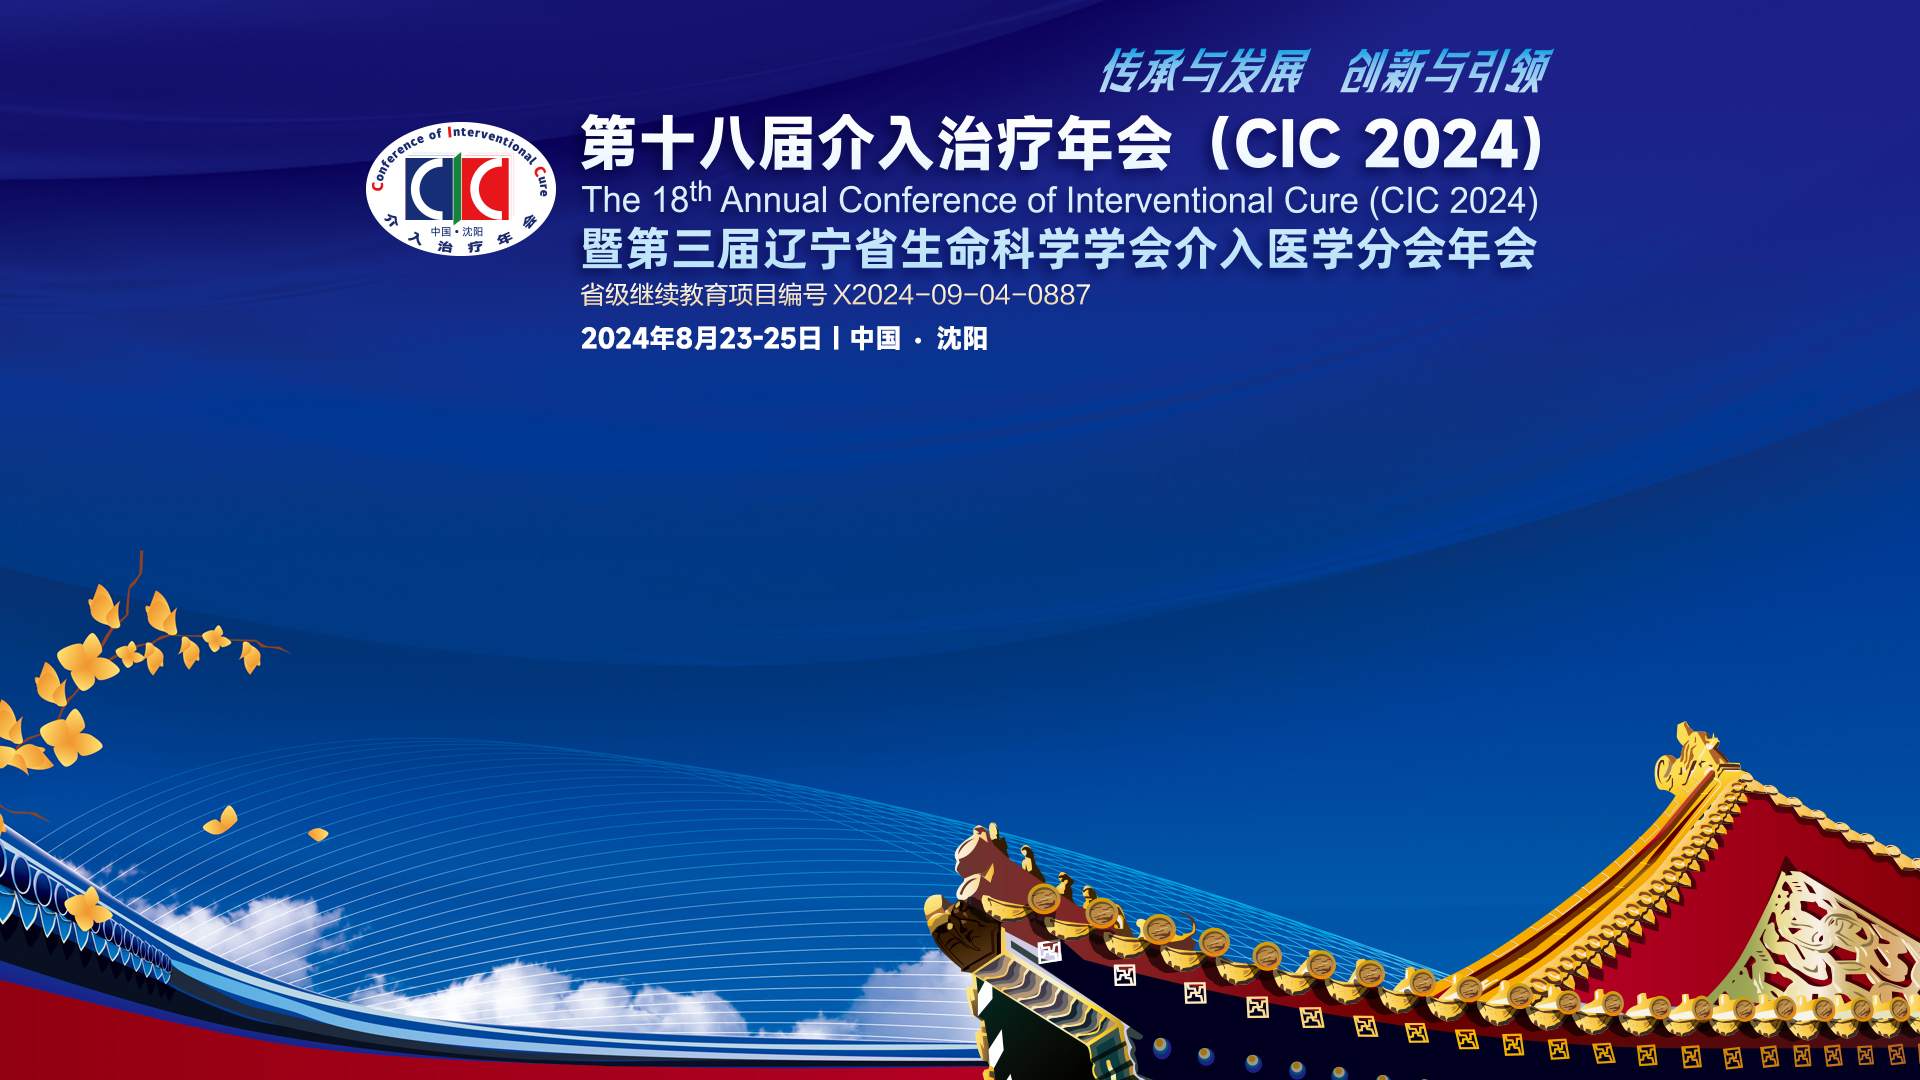 传承与发展 创新与引领
第十八届介入治疗年会（CIC 2024）
The 18th Annual Conference of Interventional Cure (CIC 2024)
暨第三届辽宁省生命科学学会介入医学分会年会
省级继续教育项目编号 X2024-09-04-0887
2024年8月23-25日 | 中国 · 沈阳
Conference of Interventional Cure
CIC
中国·沈阳
介入治疗年会